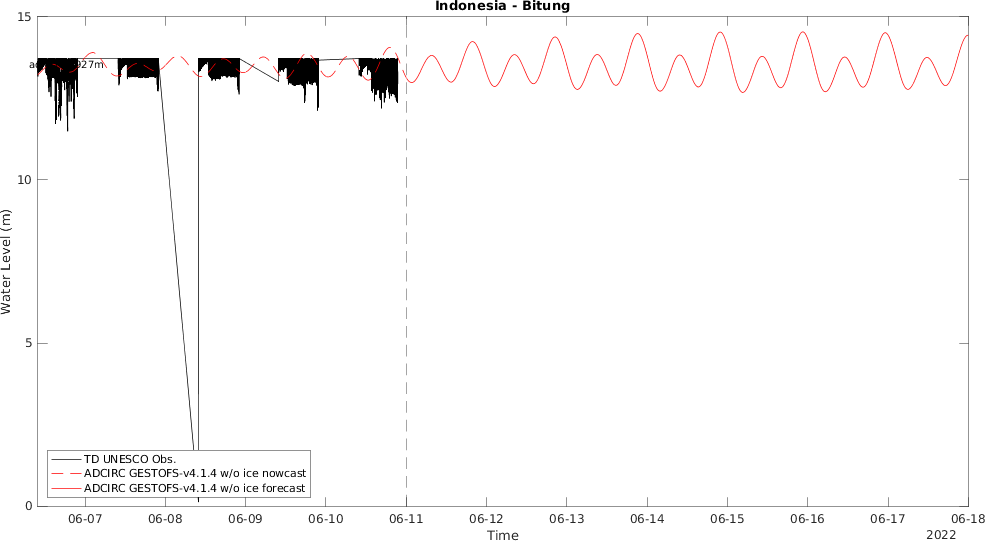 Indonesia - Bitung
15
10
5
0
Water Level (m)
927m
TD UNESCO Obs.
ADCIRC GESTOFS-v4.1.4 w/o ice nowcast
ADCIRC GESTOFS-v4.1.4 w/o ice forecast
06-07 06-08 06-09 06-10 06-11 06-12 06-13 06-14 06-15 06-16 06-17 06-18
Time
2022